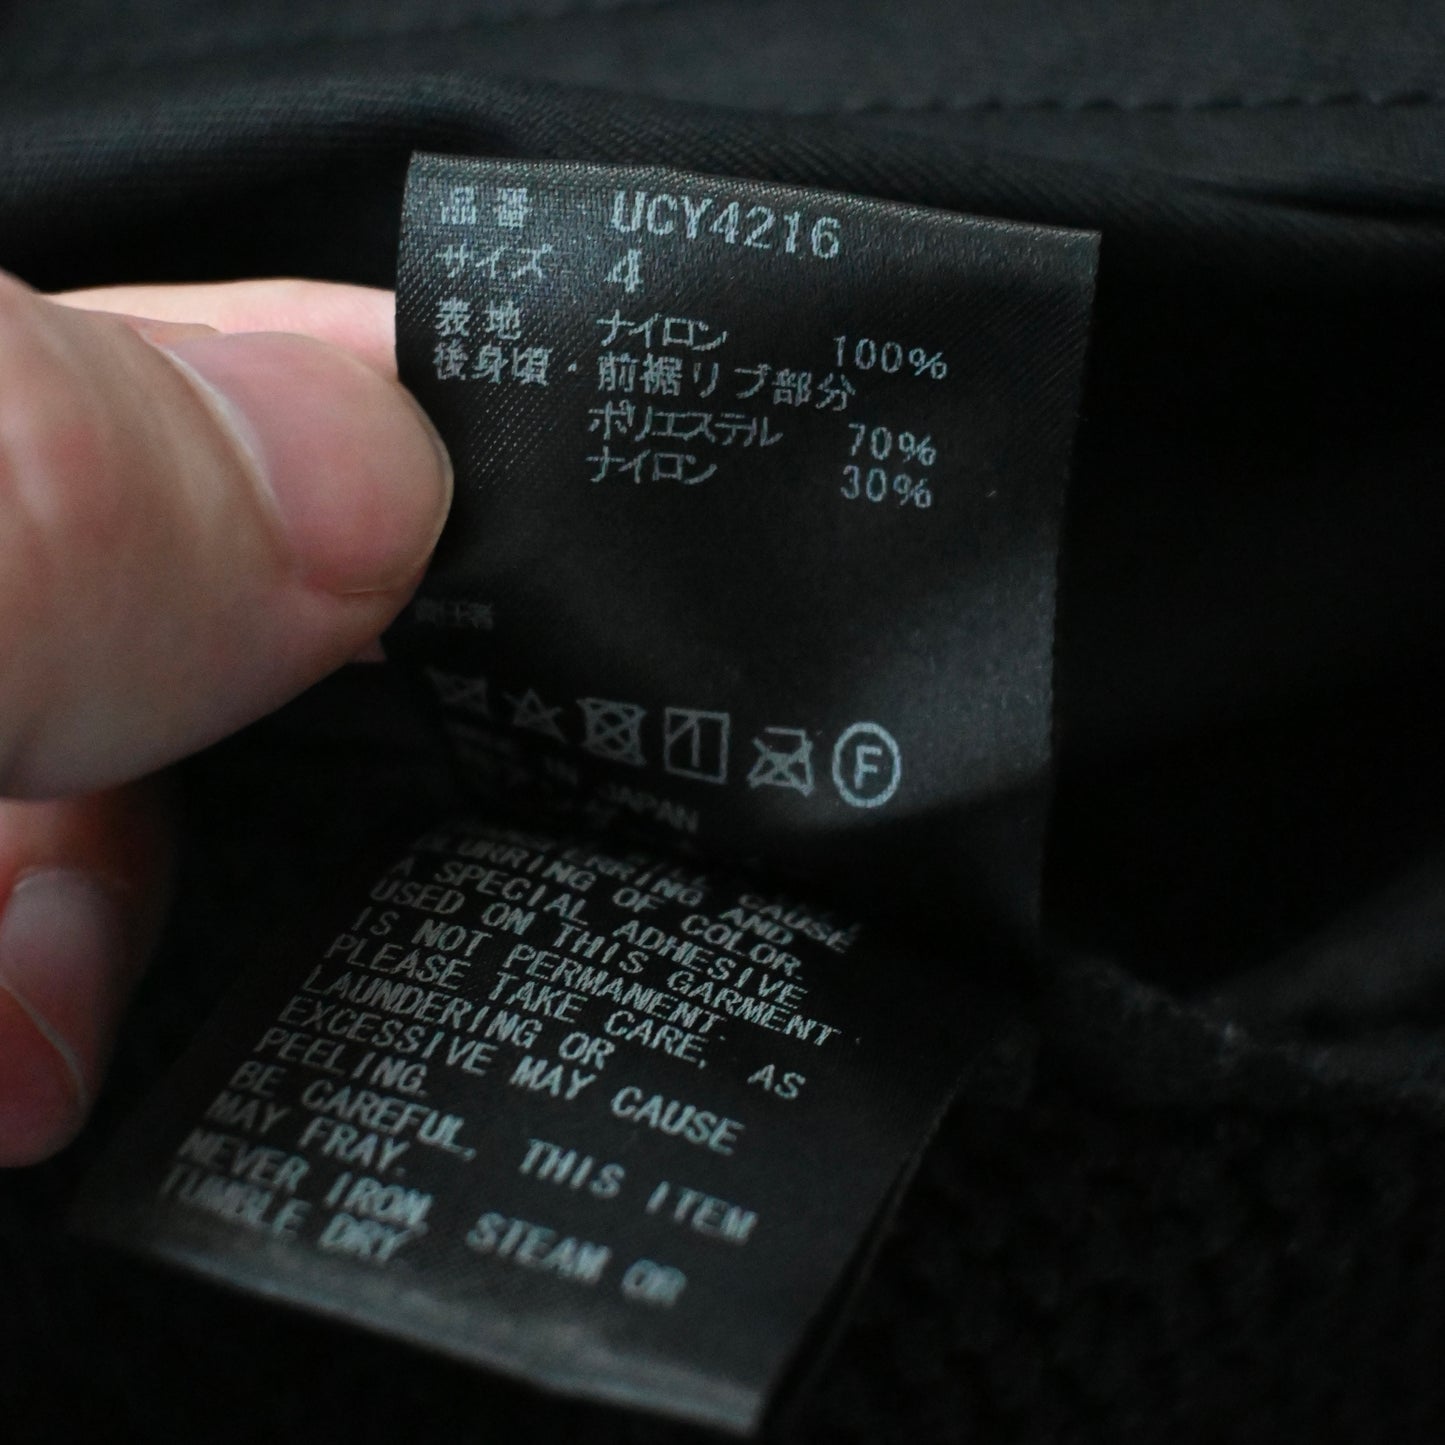 品番 UCY4216
サイズ 4
表地 ナイロン 100%
後身頃・前裾リブ部分
ポリエステル 70%
ナイロン 30%
F
IN JAPAN
CAUSE
BLURRING OF COLOR.
A SPECIAL ADHESIVE
USED ON THIS GARMENT
IS NOT PERMANENT.
PLEASE TAKE CARE, AS
LAUNDERING OR
EXCESSIVE MAY CAUSE
PEELING.
BE CAREFUL, THIS ITEM
MAY FRAY.
NEVER IRON, STEAM OR
TUMBLE DRY